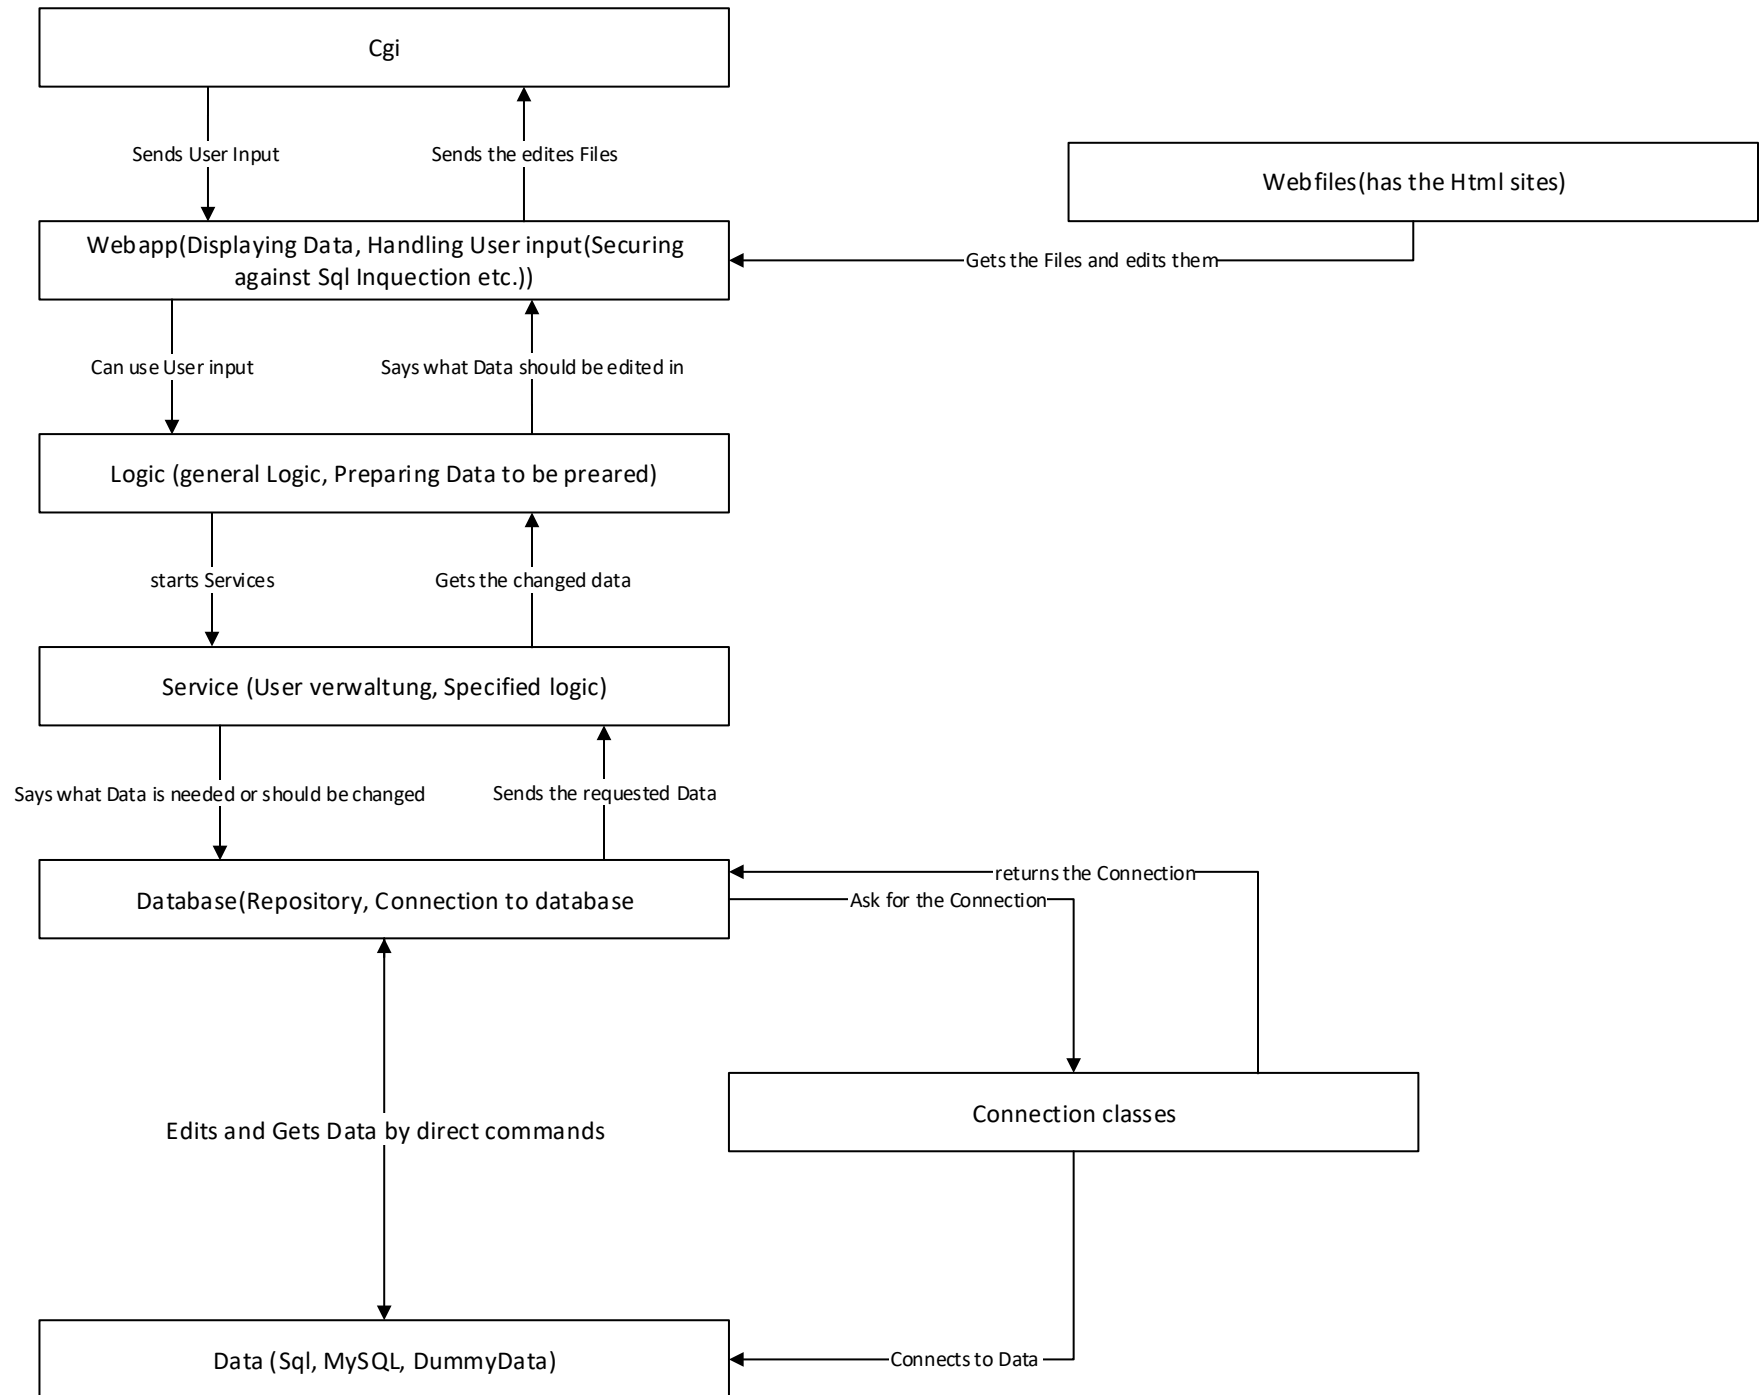 Cgi
Sends User Input
Sends the edites Files
Webfiles(has the Html sites)
Webapp(Displaying Data, Handling User input(Securing
against Sql Inquection etc.))
Gets the Files and edits them
Can use User input
Says what Data should be edited in
Logic (general Logic, Preparing Data to be preared)
starts Services
Gets the changed data
Service (User verwaltung, Specified logic)
Says what Data is needed or should be changed
Sends the requested Data
returns the Connection
Database(Repository, Connection to database
Ask for the Connection
Connection classes
Edits and Gets Data by direct commands
Data (Sql, MySQL, DummyData)
Connects to Data